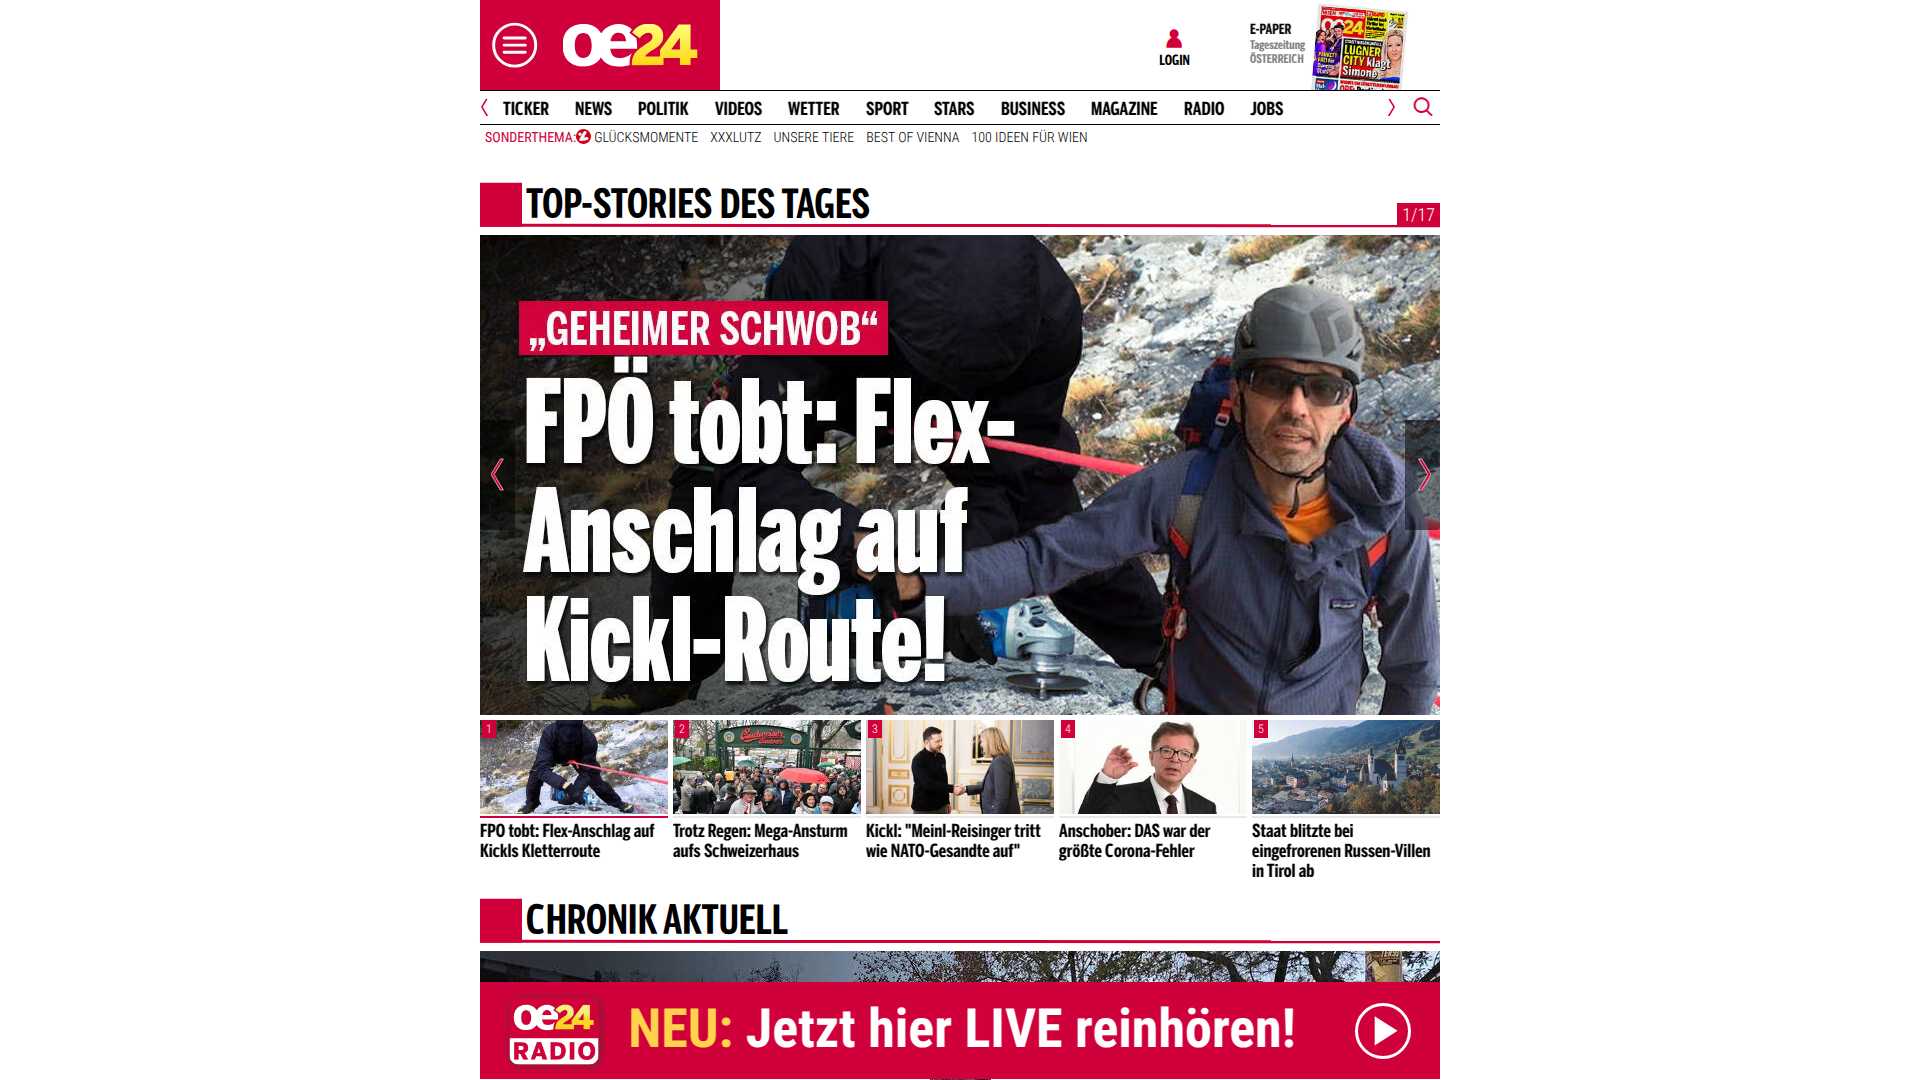 oe24
LOGIN
E-PAPER
Tageszeitung
ÖSTERREICH
oe24
LUGNER
CITY klagt
Simone
TICKER NEWS POLITIK VIDEOS WETTER SPORT STARS BUSINESS MAGAZINE RADIO JOBS
SONDERTHEMA: GLÜCKSMOMENTE XXXLUTZ UNSERE TIERE BEST OF VIENNA 100 IDEEN FÜR WIEN
TOP-STORIES DES TAGES
1/17
„GEHEIMER SCHWOB“
FPÖ tobt: Flex-
Anschlag auf
Kickl-Route!
1 2 3 4 5
FPÖ tobt: Flex-Anschlag auf
Kickls Kletterroute
Trotz Regen: Mega-Ansturm
aufs Schweizerhaus
Kickl: "Meinl-Reisinger tritt
wie NATO-Gesandte auf"
Anschober: DAS war der
größte Corona-Fehler
Staat blitzte bei
eingefrorenen Russen-Villen
in Tirol ab
CHRONIK AKTUELL
oe24
RADIO
NEU: Jetzt hier LIVE reinhören!